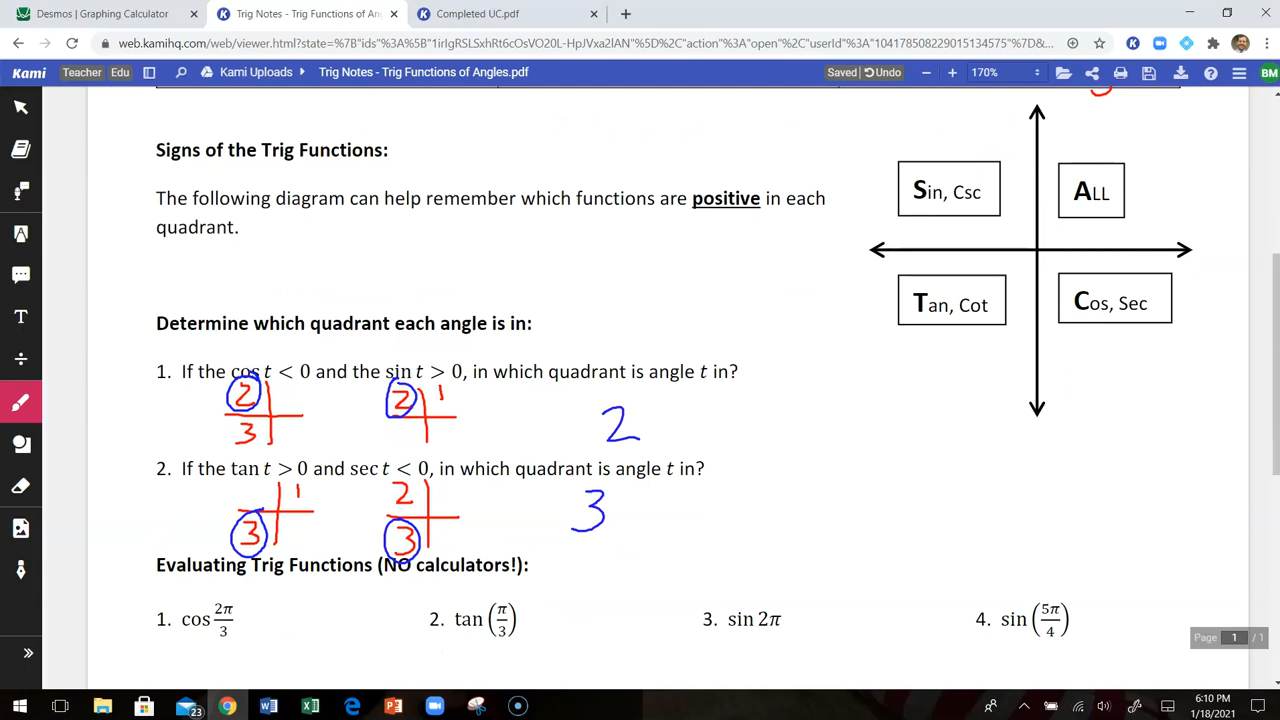 Desmos | Graphing Calculator
Trig Notes - Trig Functions of An
Completed UC.pdf
web.kamihq.com/web/viewer.html?state=%7B"ids"%3A%5B"1irIgRSLSihRtGsOsVO20L-HpJVxa2lAN"%5D%2C"action"%3A"open"%2C"userId"%3A"104178508229015134575"%7D&...
Kami Teacher Edu Kami Uploads Trig Notes - Trig Functions of Angles.pdf Saved Undo 170% BM
Signs of the Trig Functions:
The following diagram can help remember which functions are positive in each
quadrant.
Sin, Csc
ALL
Tan, Cot
Cos, Sec
Determine which quadrant each angle is in:
1. If the cos t < 0 and the sin t > 0, in which quadrant is angle t in?
2 2 1
3
2
2. If the tan t > 0 and sec t < 0, in which quadrant is angle t in?
1 2
3 3
3
Evaluating Trig Functions (NO calculators!):
1. cos 2π/3 2. tan (π/3) 3. sin 2π 4. sin (5π/4)
Page 1 / 1
23
6:10 PM
1/18/2021